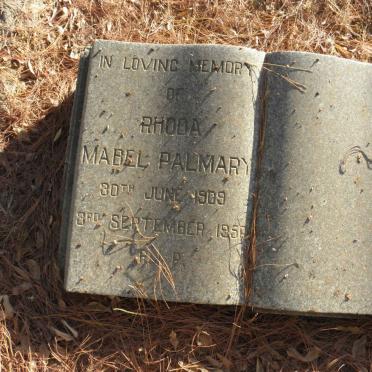 IN LOVING MEMORY
OF
RHODA
MABEL PALMARY
30TH JUNE 1909
3RD SEPTEMBER
R. I. P.